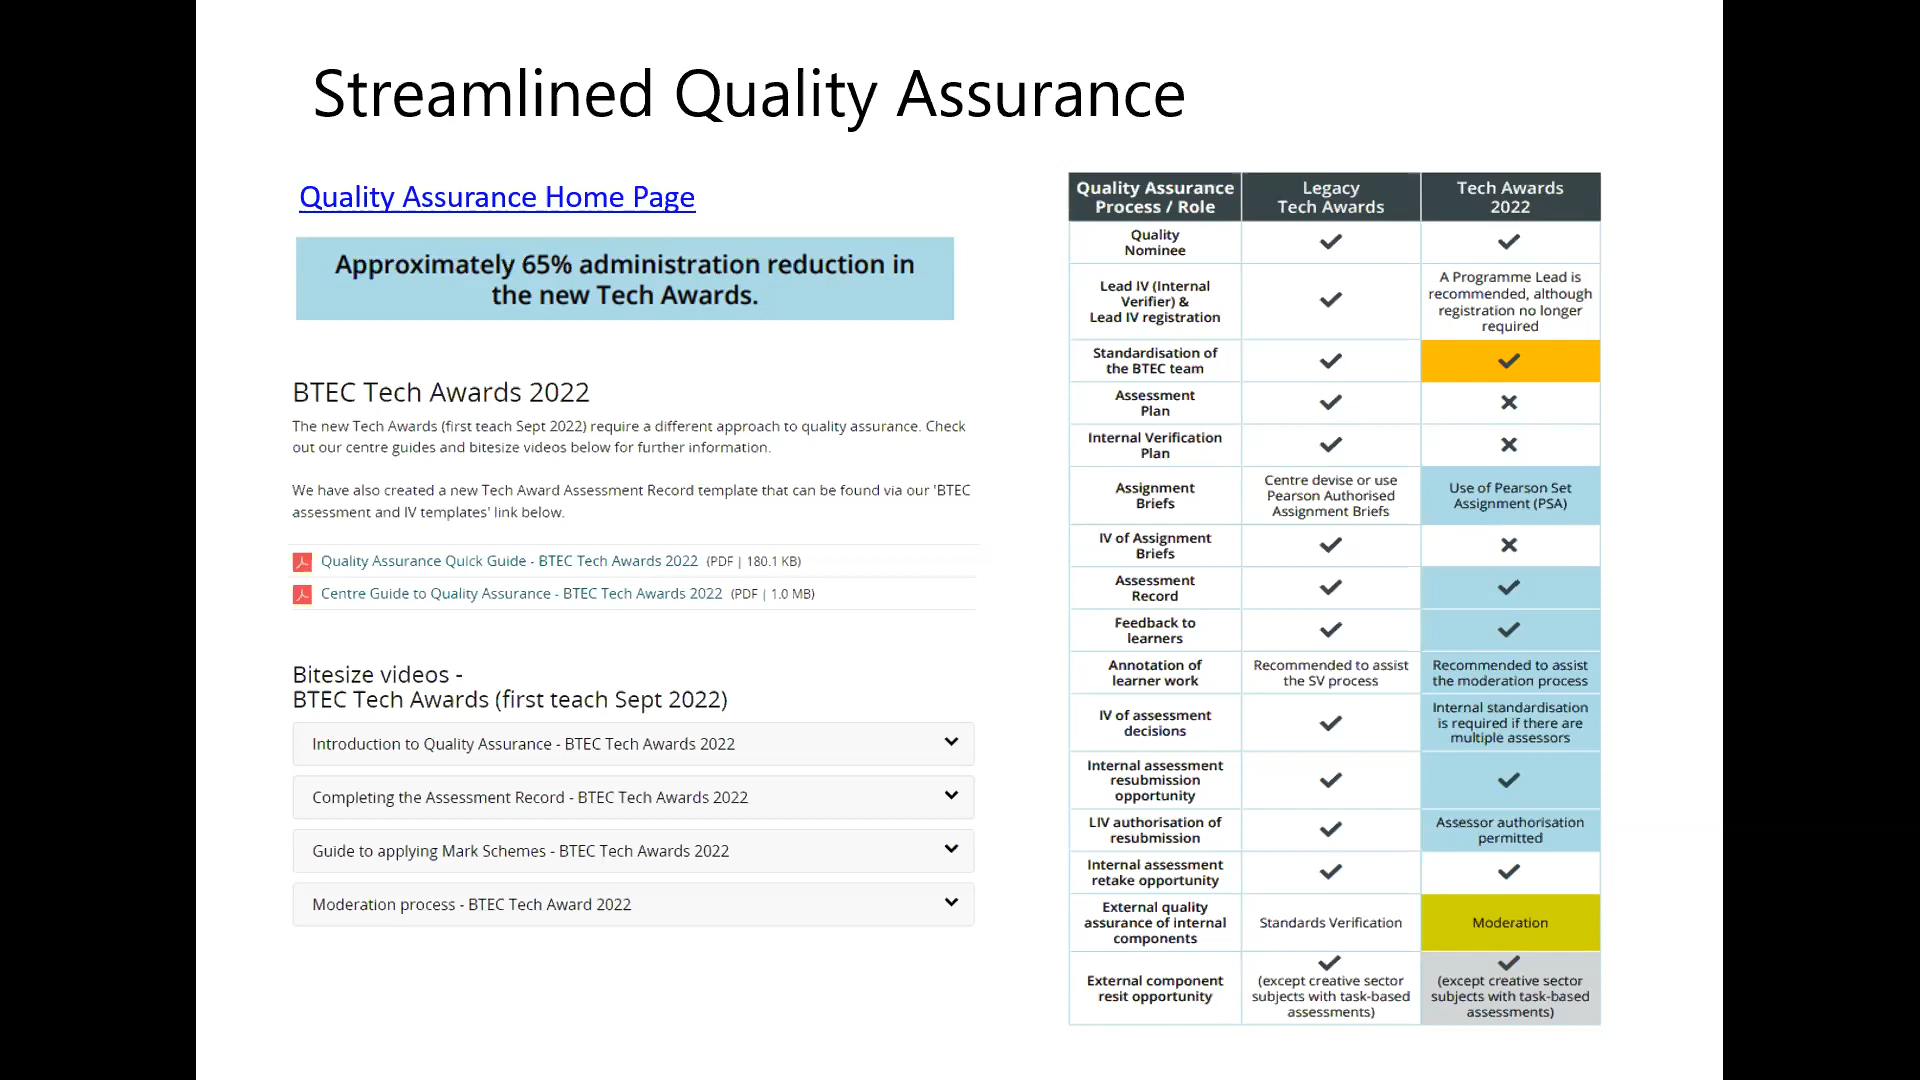 Streamlined Quality Assurance
Quality Assurance Home Page
Approximately 65% administration reduction in
the new Tech Awards.
BTEC Tech Awards 2022
The new Tech Awards (first teach Sept 2022) require a different approach to quality assurance. Check
out our centre guides and bitesize videos below for further information.
We have also created a new Tech Award Assessment Record template that can be found via our 'BTEC
assessment and IV templates' link below.
Quality Assurance Quick Guide - BTEC Tech Awards 2022 (PDF | 180.1 KB)
Centre Guide to Quality Assurance - BTEC Tech Awards 2022 (PDF | 1.0 MB)
Bitesize videos -
BTEC Tech Awards (first teach Sept 2022)
Introduction to Quality Assurance - BTEC Tech Awards 2022
Completing the Assessment Record - BTEC Tech Awards 2022
Guide to applying Mark Schemes - BTEC Tech Awards 2022
Moderation process - BTEC Tech Award 2022
Quality Assurance
Process / Role
Legacy
Tech Awards
Tech Awards
2022
Quality
Nominee
✔
✔
Lead IV (Internal
Verifier) &
Lead IV registration
✔
A Programme Lead is
recommended, although
registration no longer
required
Standardisation of
the BTEC team
✔
✔
Assessment
Plan
✔
✖
Internal Verification
Plan
✔
✖
Assignment
Briefs
Centre devise or use
Pearson Authorised
Assignment Briefs
Use of Pearson Set
Assignment (PSA)
IV of Assignment
Briefs
✔
✖
Assessment
Record
✔
✔
Feedback to
learners
✔
✔
Annotation of
learner work
Recommended to assist
the SV process
Recommended to assist
the moderation process
IV of assessment
decisions
✔
Internal standardisation
is required if there are
multiple assessors
Internal assessment
resubmission
opportunity
✔
✔
LIV authorisation of
resubmission
✔
Assessor authorisation
permitted
Internal assessment
retake opportunity
✔
✔
External quality
assurance of internal
components
Standards Verification
Moderation
External component
resit opportunity
✔
(except creative sector
subjects with task-based
assessments)
✔
(except creative sector
subjects with task-based
assessments)